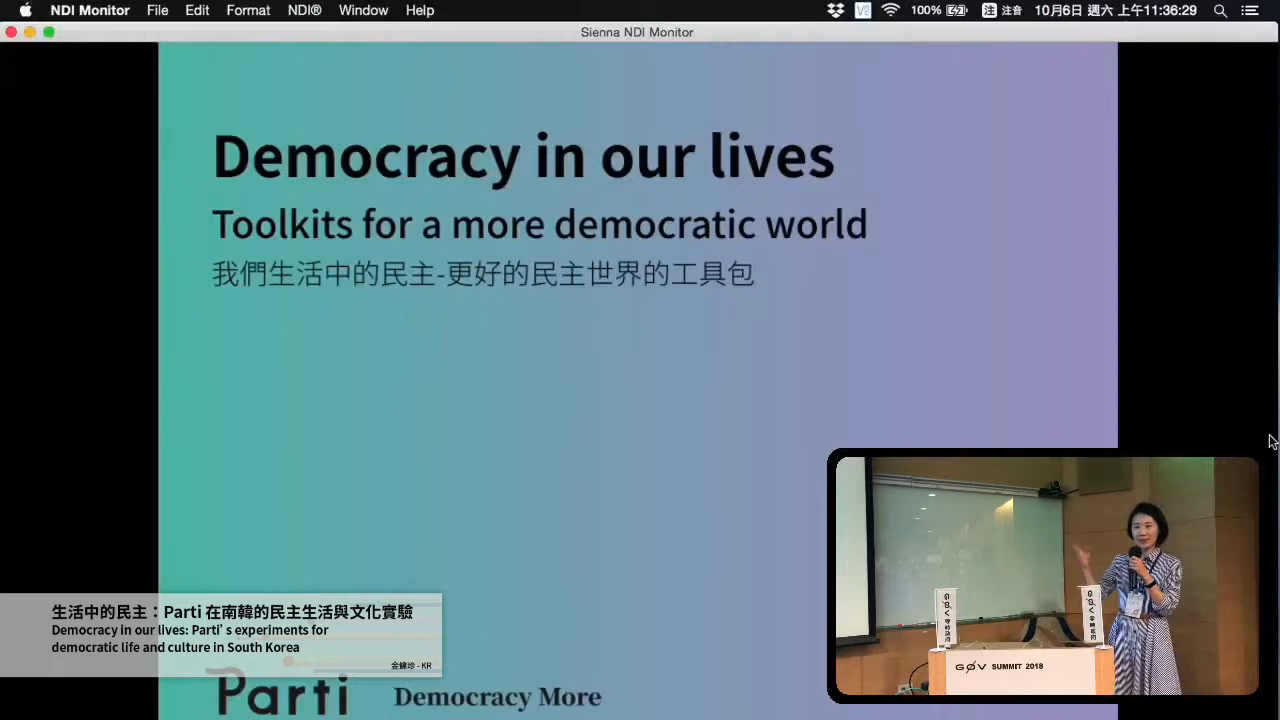 NDI Monitor File Edit Format NDI® Window Help 100% 注 注音 10月6日 週六 上午11:36:29
Sienna NDI Monitor
Democracy in our lives
Toolkits for a more democratic world
我們生活中的民主-更好的民主世界的工具包
生活中的民主：Parti 在南韓的民主生活與文化實驗
Democracy in our lives: Parti's experiments for
democratic life and culture in South Korea
金錦珍 - KR
Parti Democracy More
GØV SUMMIT 2018